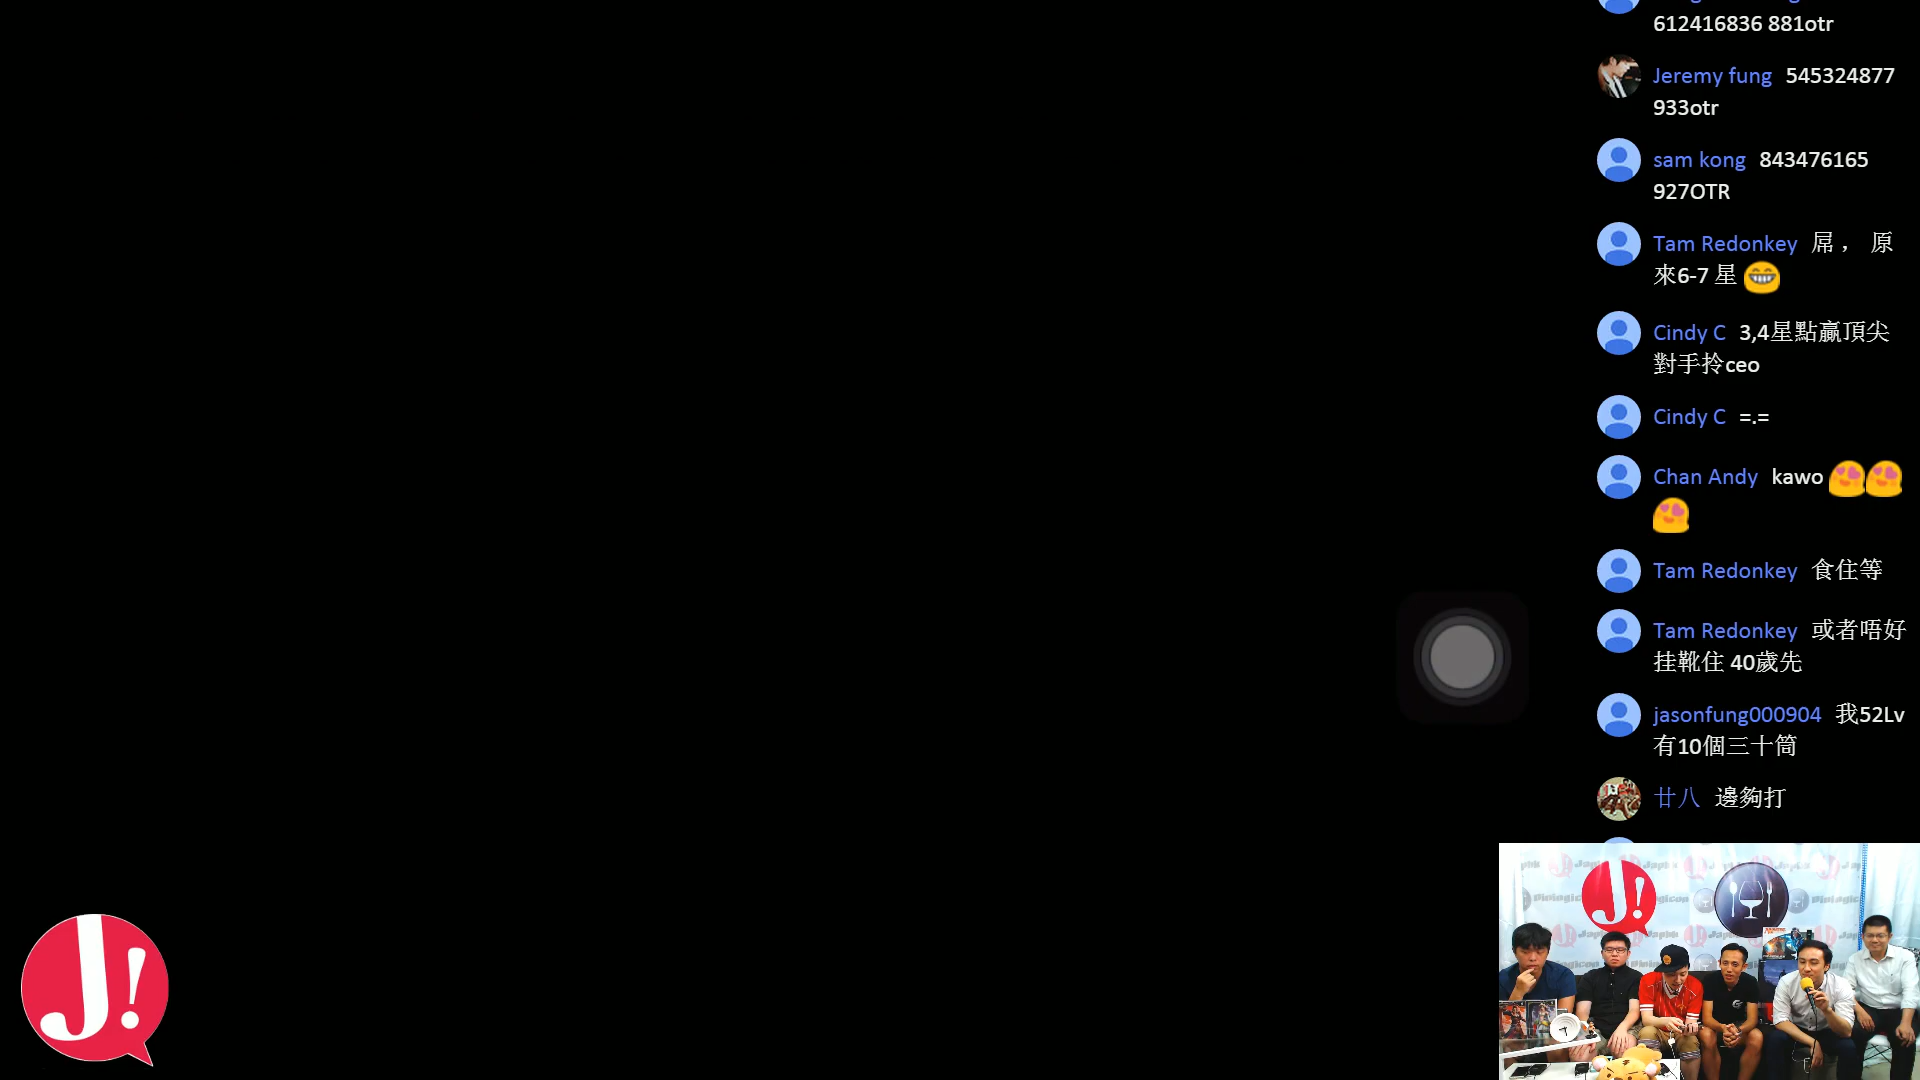 612416836 881otr
Jeremy fung 545324877
933otr
sam kong 843476165
927OTR
Tam Redonkey 屌， 原
來6-7 星
Cindy C 3,4星點贏頂尖
對手拎ceo
Cindy C =.=
Chan Andy kawo
Tam Redonkey 食住等
Tam Redonkey 或者唔好
挂靴住 40歲先
jasonfung000904 我52Lv
有10個三十筒
廿八 邊夠打
J!
J!